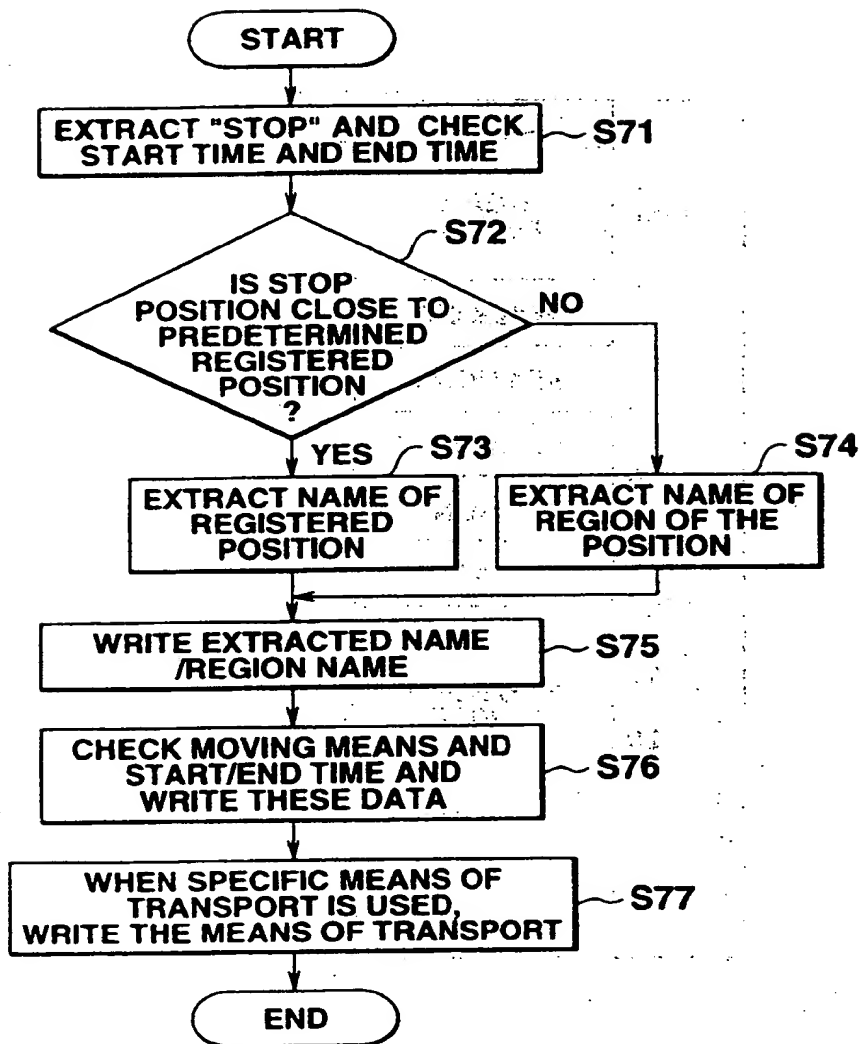 START
EXTRACT "STOP" AND CHECK
START TIME AND END TIME
S71
S72
IS STOP
POSITION CLOSE TO
PREDETERMINED
REGISTERED
POSITION
?
NO
YES
S73
S74
EXTRACT NAME OF
REGISTERED
POSITION
EXTRACT NAME OF
REGION OF THE
POSITION
WRITE EXTRACTED NAME
/REGION NAME
S75
CHECK MOVING MEANS AND
START/END TIME AND
WRITE THESE DATA
S76
WHEN SPECIFIC MEANS OF
TRANSPORT IS USED,
WRITE THE MEANS OF TRANSPORT
S77
END